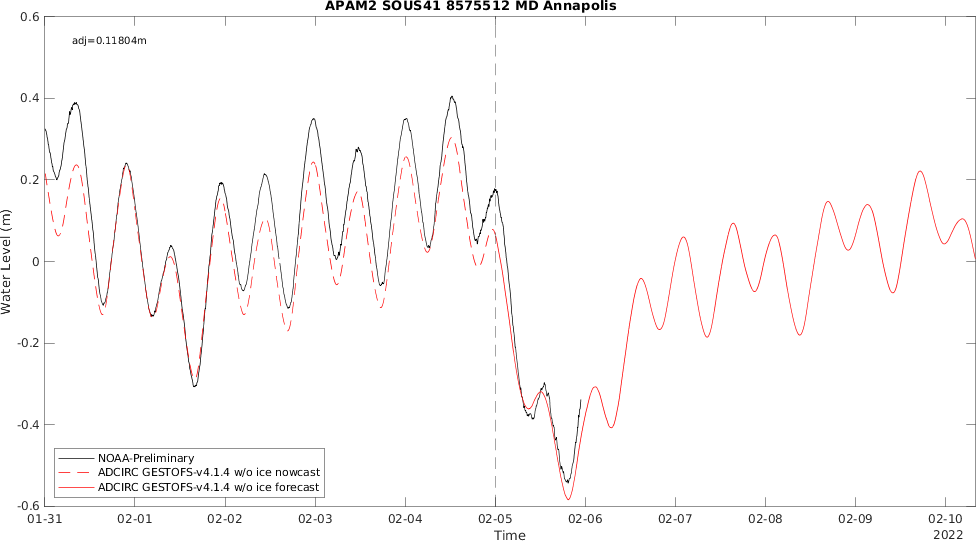 APAM2 SOUS41 8575512 MD Annapolis
adj=0.11804m
0.6
0.4
0.2
0
-0.2
-0.4
-0.6
Water Level (m)
NOAA-Preliminary
ADCIRC GESTOFS-v4.1.4 w/o ice nowcast
ADCIRC GESTOFS-v4.1.4 w/o ice forecast
01-31 02-01 02-02 02-03 02-04 02-05 02-06 02-07 02-08 02-09 02-10
Time
2022